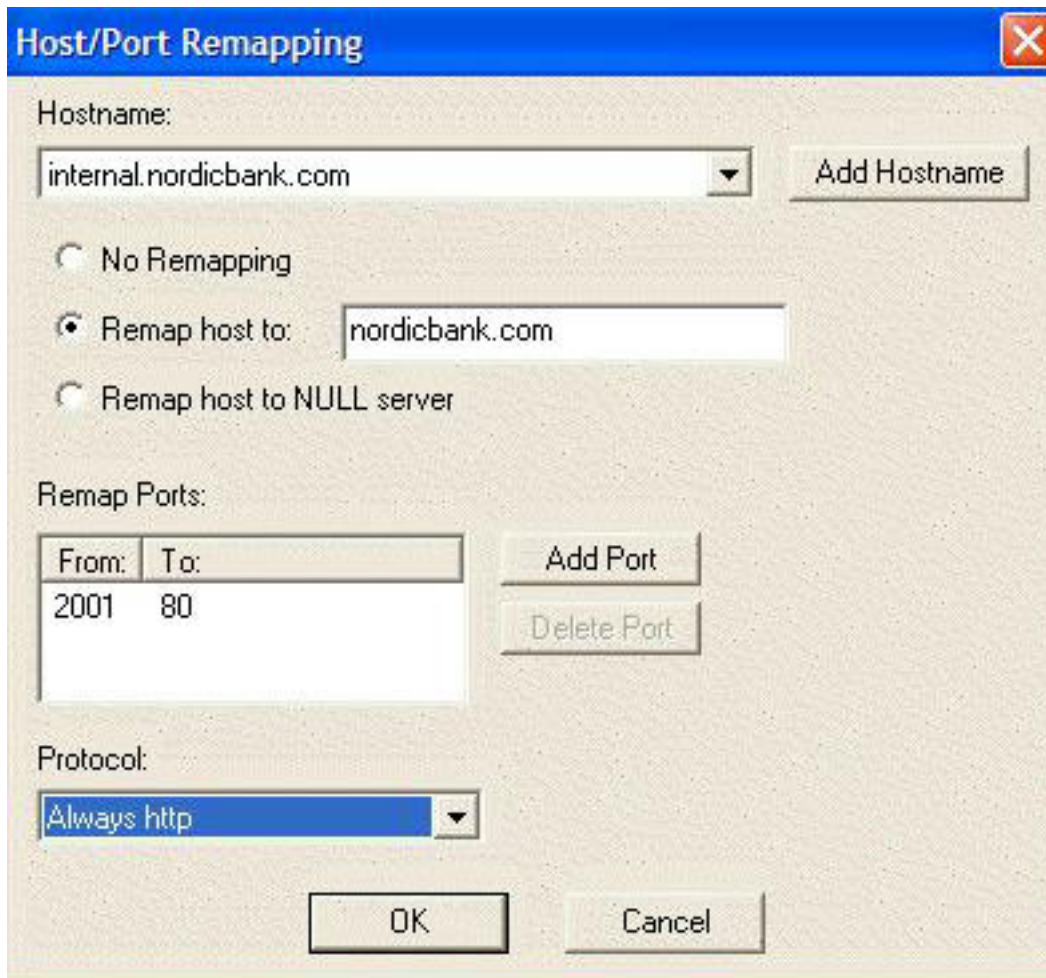 Host/Port Remapping
Hostname:
internal.nordicbank.com
Add Hostname
No Remapping
Remap host to: nordicbank.com
Remap host to NULL server
Remap Ports:
From: To:
2001 80
Add Port
Delete Port
Protocol:
Always http
OK Cancel